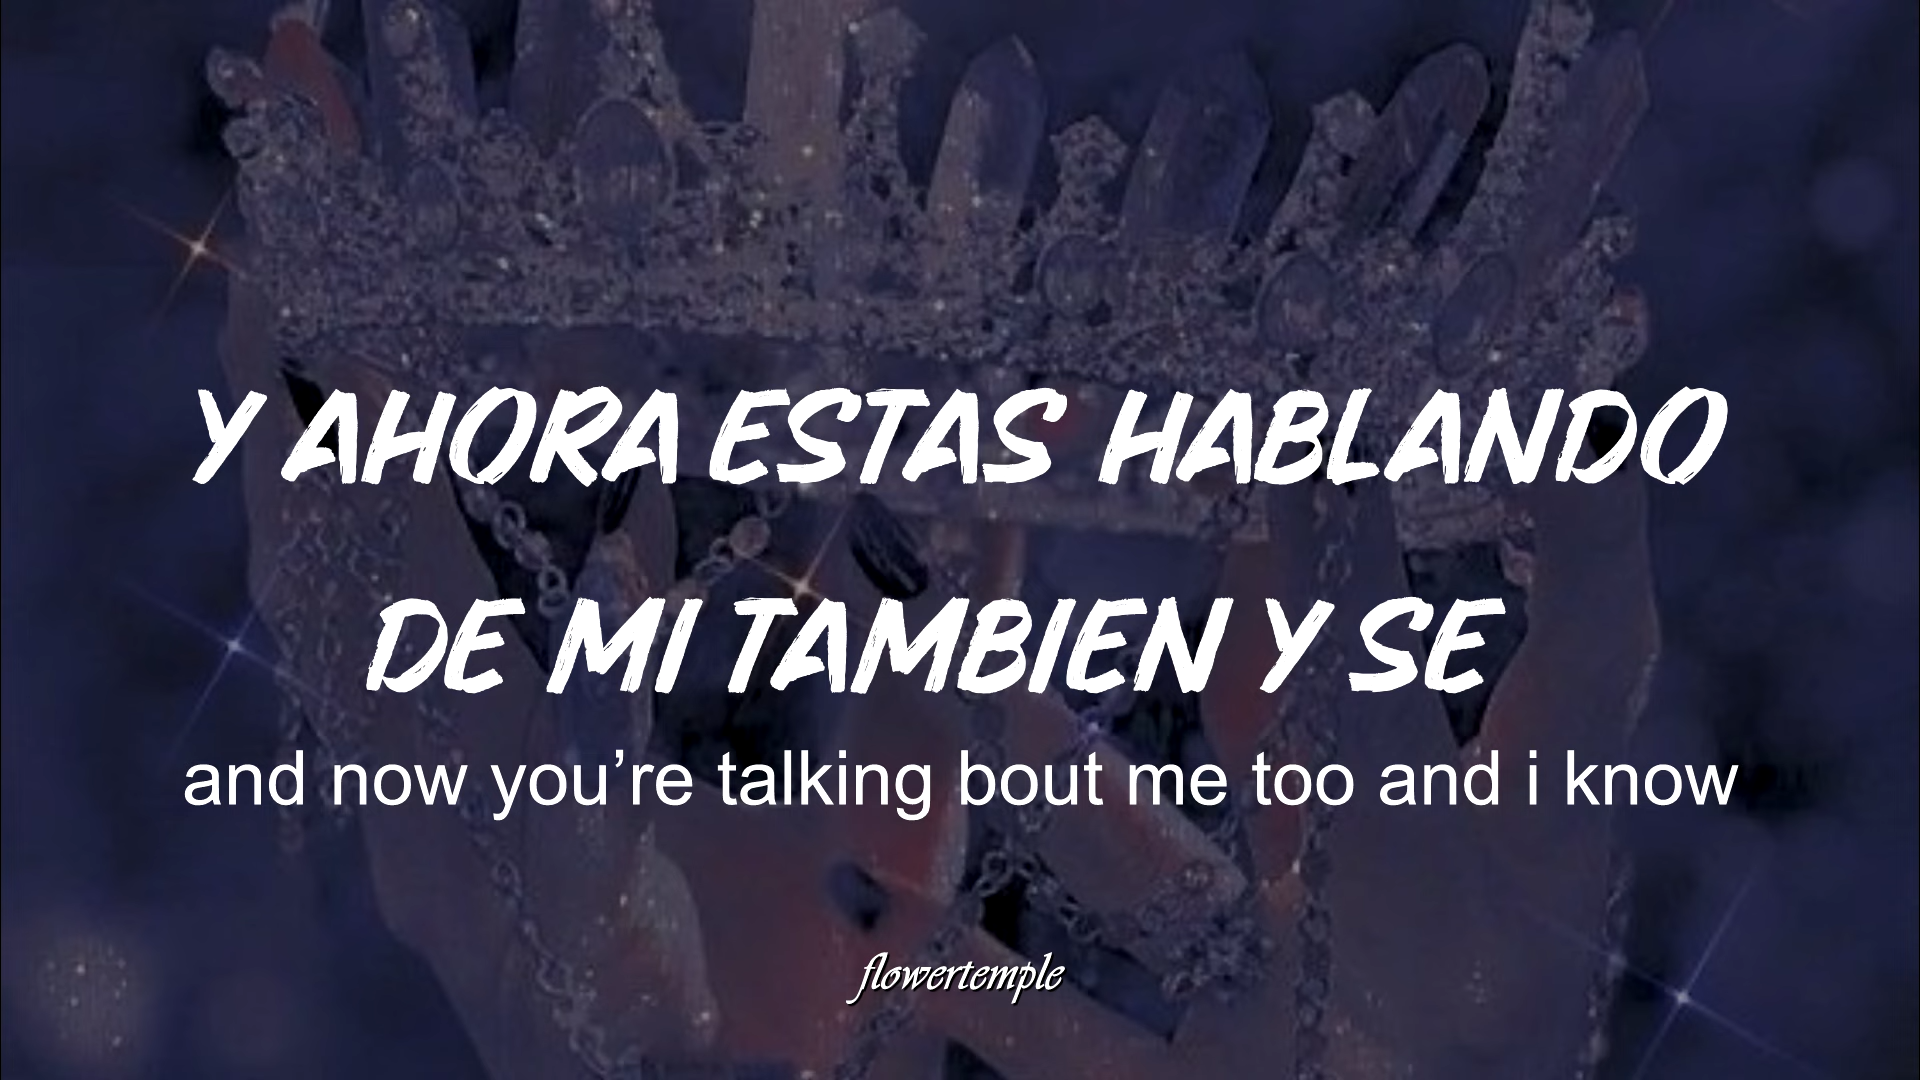 Y AHORA ESTAS HABLANDO
DE MI TAMBIEN Y SE
and now you’re talking bout me too and i know
flowertemple